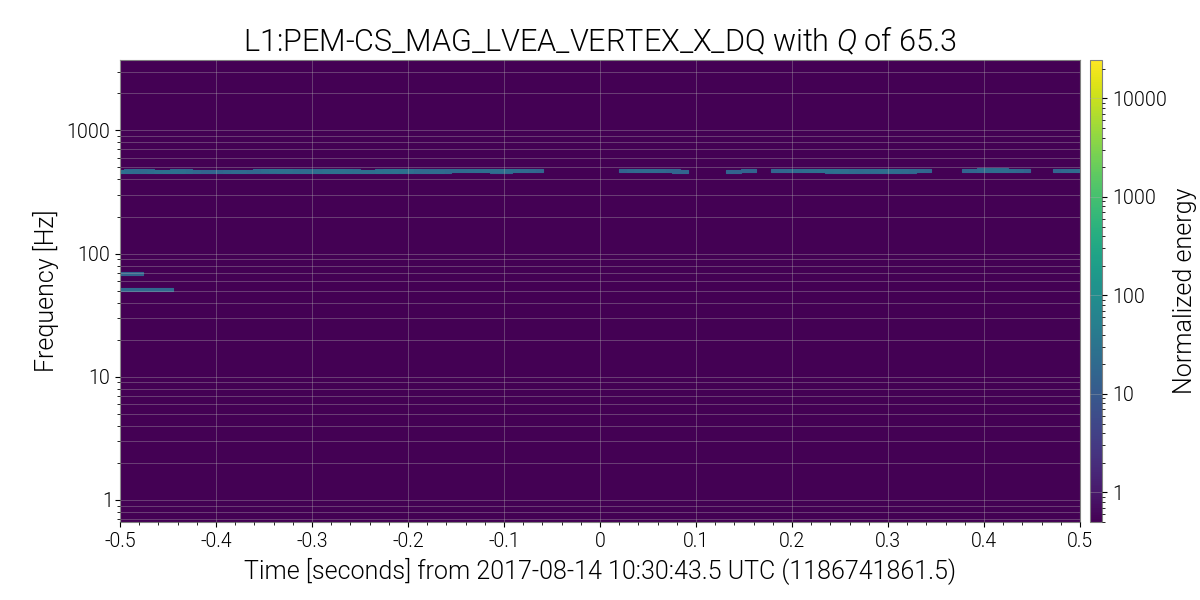 L1:PEM-CS_MAG_LVEA_VERTEX_X_DQ with Q of 65.3
Frequency [Hz]
1000
100
10
1
-0.5 -0.4 -0.3 -0.2 -0.1 0 0.1 0.2 0.3 0.4 0.5
Time [seconds] from 2017-08-14 10:30:43.5 UTC (1186741861.5)
10000
1000
100
10
1
Normalized energy